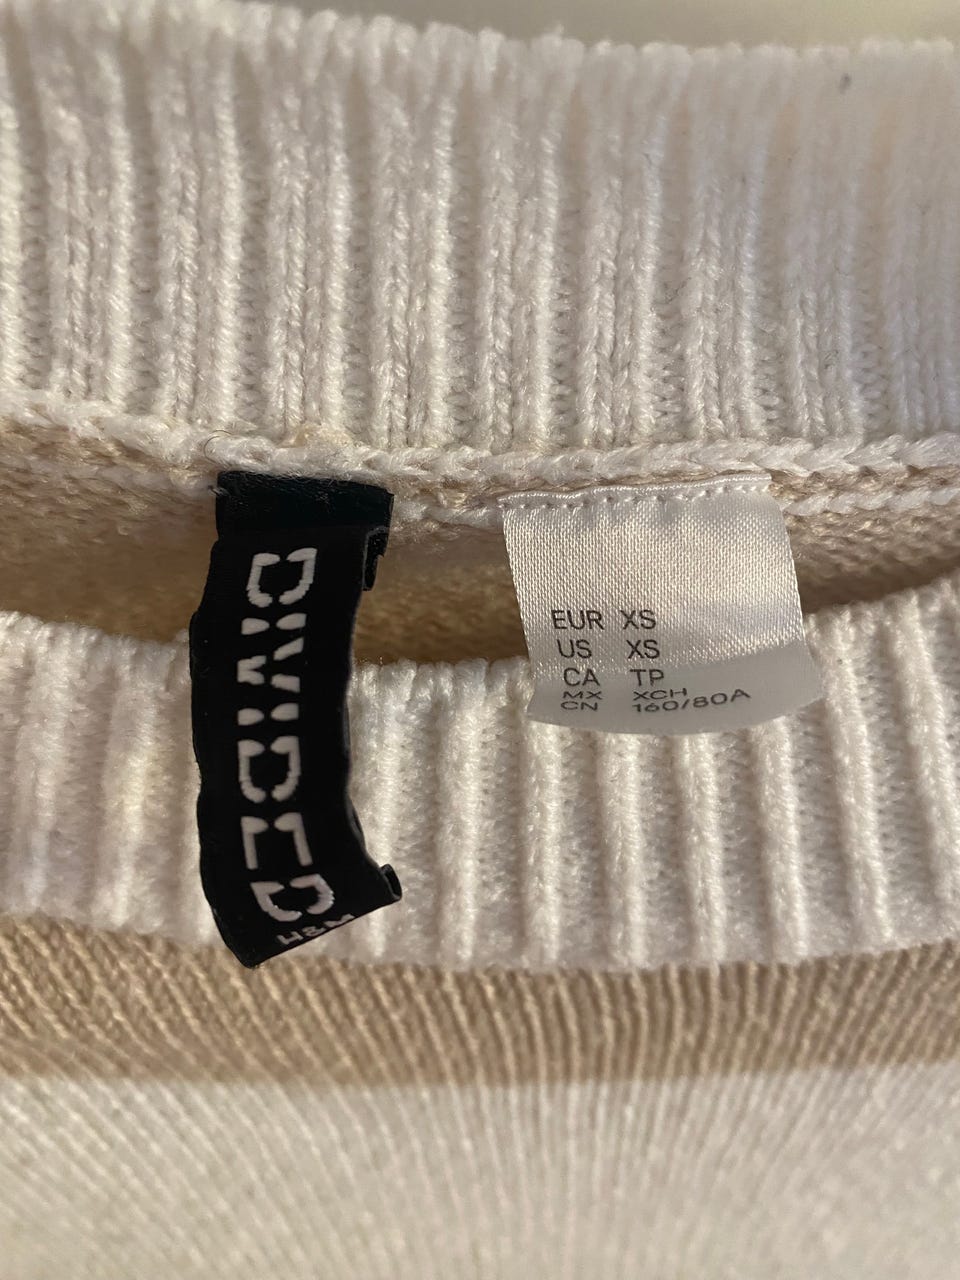 DIVIDED
H&M
EUR XS
US XS
CA TP
MX XCH
CN 160/80A